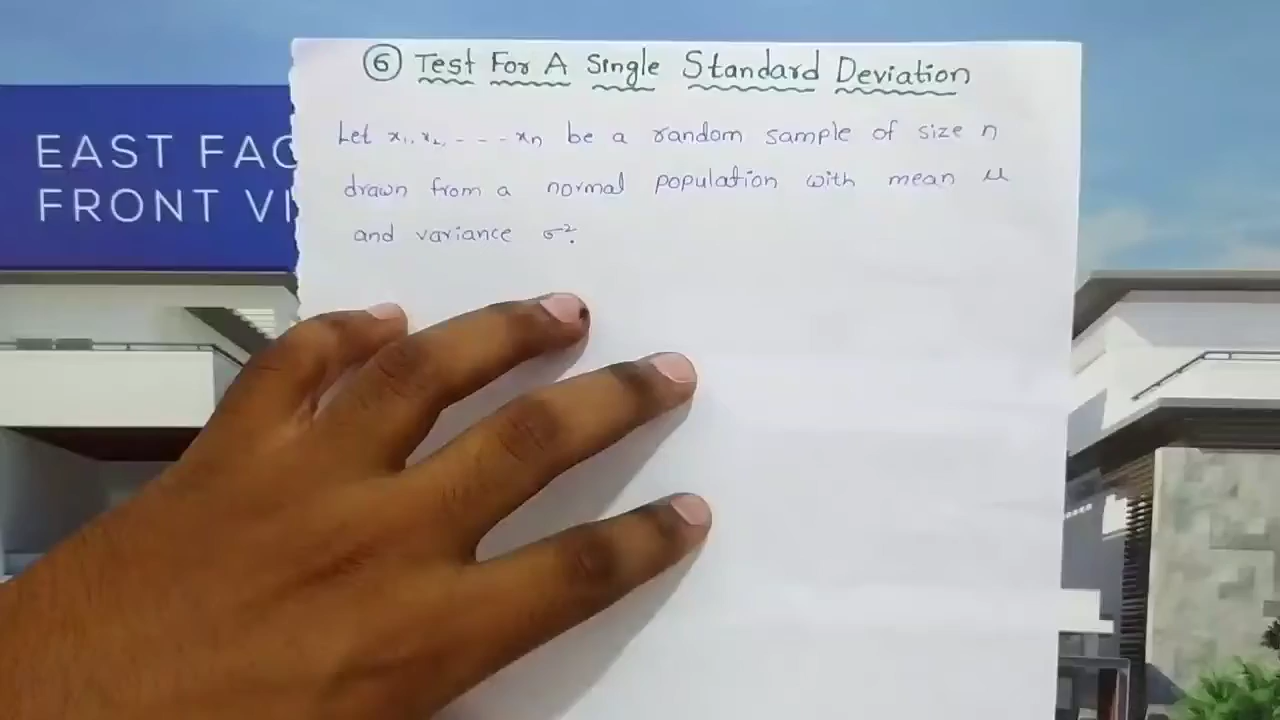 EAST FAC
FRONT VI
⑥ Test For A Single Standard Deviation
Let x₁, x₂, - - - xn be a random sample of size n
drawn from a normal population with mean μ
and variance σ².